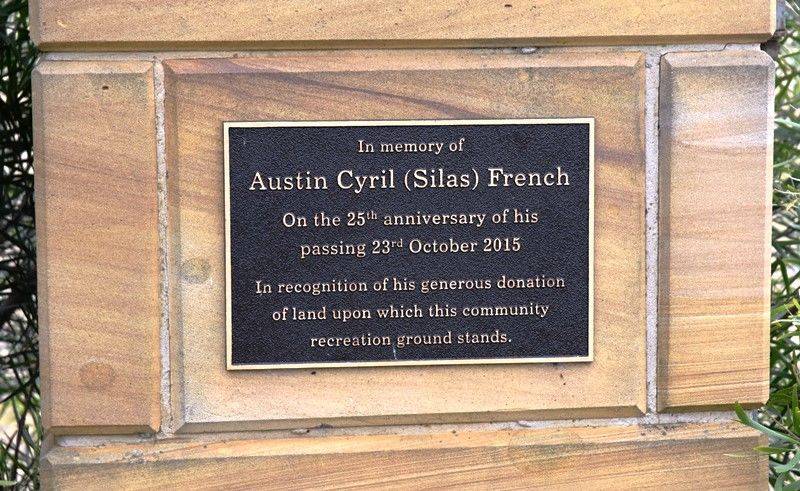 In memory of
Austin Cyril (Silas) French
On the 25th anniversary of his
passing 23rd October 2015
In recognition of his generous donation
of land upon which this community
recreation ground stands.